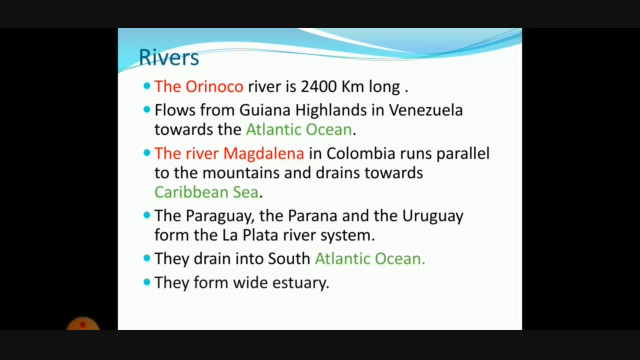 Rivers
The Orinoco river is 2400 Km long .
Flows from Guiana Highlands in Venezuela
towards the Atlantic Ocean.
The river Magdalena in Colombia runs parallel
to the mountains and drains towards
Caribbean Sea.
The Paraguay, the Parana and the Uruguay
form the La Plata river system.
They drain into South Atlantic Ocean.
They form wide estuary.